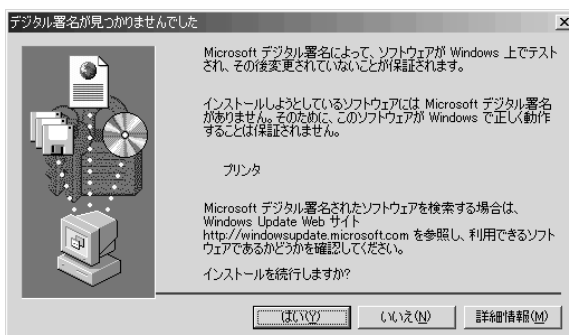 デジタル署名が見つかりませんでした
Microsoft デジタル署名によって、ソフトウェアが Windows 上でテスト
され、その後変更されていないことが保証されます。
インストールしようとしているソフトウェアには Microsoft デジタル署名
がありません。そのために、このソフトウェアが Windows で正しく動作
することは保証されません。
プリンタ
Microsoft デジタル署名されたソフトウェアを検索する場合は、
Windows Update Web サイト
http://windowsupdate.microsoft.com を参照し、利用できるソフト
ウェアであるかどうかを確認してください。
インストールを続行しますか?
はい(Y) いいえ(N) 詳細情報(M)